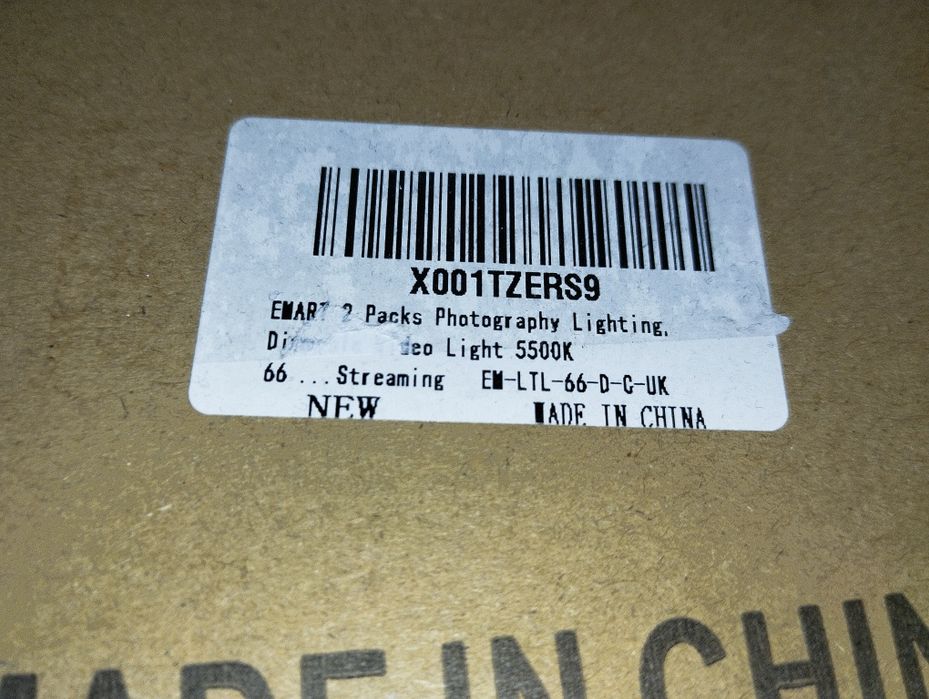 X001TZERS9
EMART 2 Packs Photography Lighting,
Light 5500K
66 ... Streaming EM-LTL-66-D-C-UK
NEW MADE IN CHINA
MADE IN CHIN